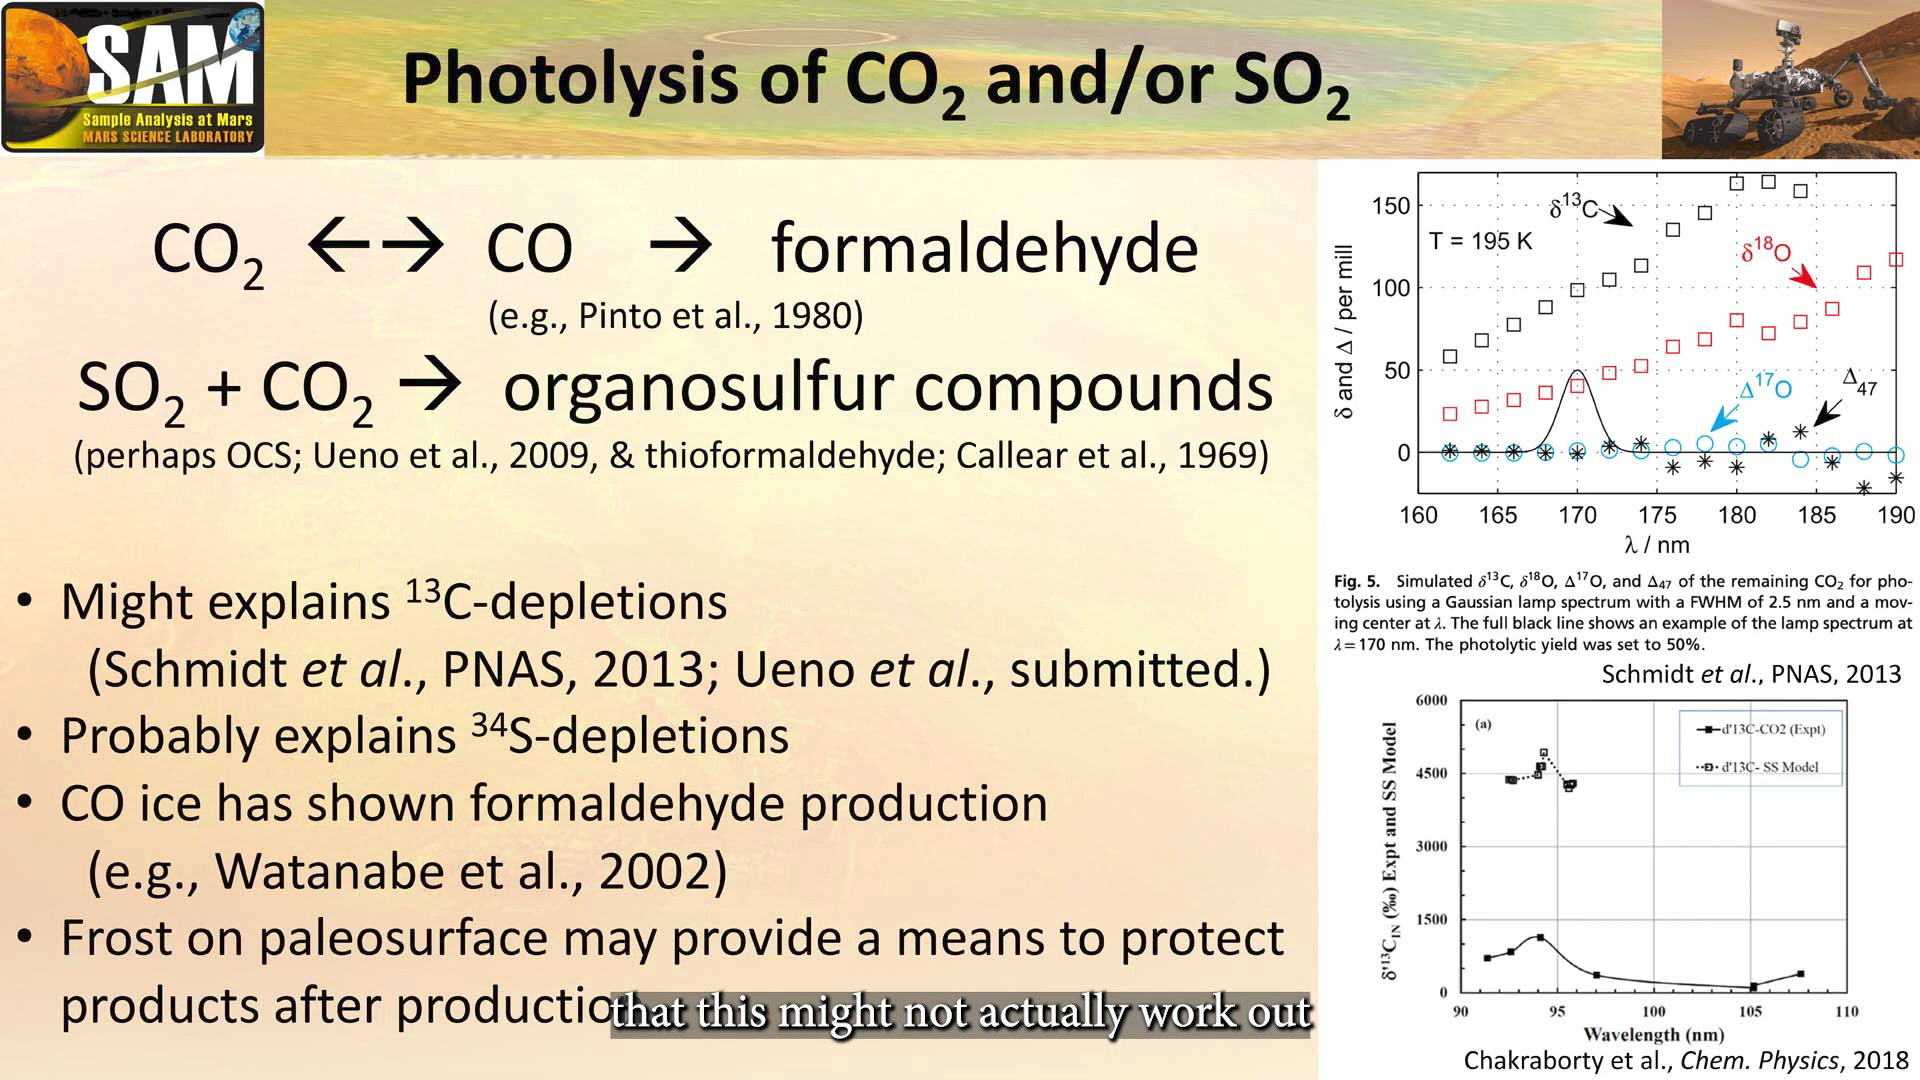 SAM
Sample Analysis at Mars
MARS SCIENCE LABORATORY
Photolysis of CO₂ and/or SO₂
CO₂ ←→ CO → formaldehyde
(e.g., Pinto et al., 1980)
SO₂ + CO₂ → organosulfur compounds
(perhaps OCS; Ueno et al., 2009, & thioformaldehyde; Callear et al., 1969)
• Might explains ¹³C-depletions
(Schmidt et al., PNAS, 2013; Ueno et al., submitted.)
• Probably explains ³⁴S-depletions
• CO ice has shown formaldehyde production
(e.g., Watanabe et al., 2002)
• Frost on paleosurface may provide a means to protect
products after productio
that this might not actually work out
150
100
50
0
δ and Δ / per mill
T = 195 K
δ¹³C
δ¹⁸O
Δ¹⁷O
Δ₄₇
160 165 170 175 180 185 190
λ / nm
Fig. 5. Simulated δ¹³C, δ¹⁸O, Δ¹⁷O, and Δ₄₇ of the remaining CO₂ for pho-
tolysis using a Gaussian lamp spectrum with a FWHM of 2.5 nm and a mov-
ing center at λ. The full black line shows an example of the lamp spectrum at
λ=170 nm. The photolytic yield was set to 50%.
Schmidt et al., PNAS, 2013
6000
4500
3000
1500
0
δ'¹³C_IN (‰) Expt and SS Model
(a)
d'13C-CO2 (Expt)
d'13C- SS Model
90 95 100 105 110
Wavelength (nm)
Chakraborty et al., Chem. Physics, 2018